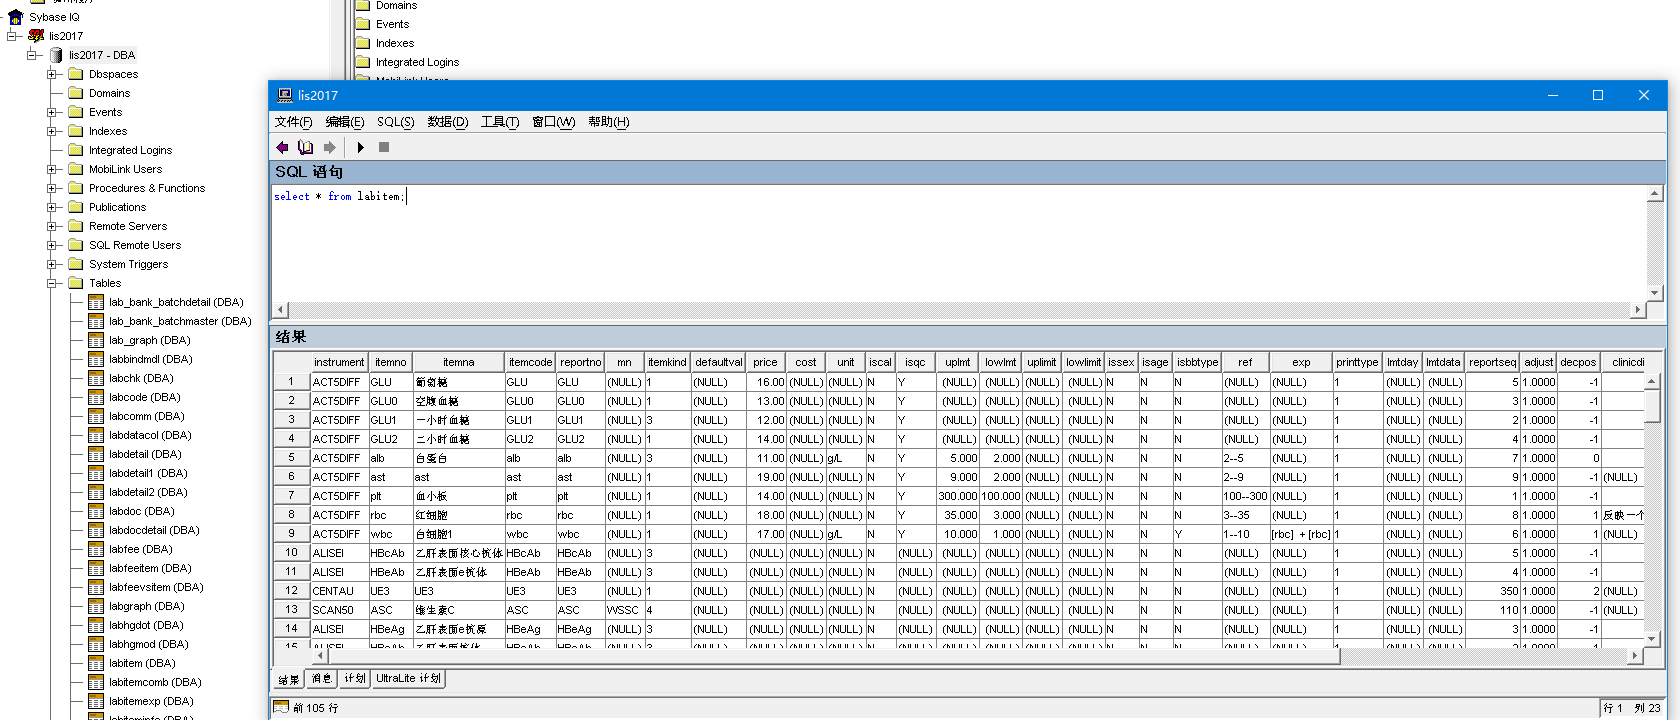 Sybase IQ
lis2017
lis2017 - DBA
Dbspaces
Domains
Events
Indexes
Integrated Logins
MobiLink Users
Procedures & Functions
Publications
Remote Servers
SQL Remote Users
System Triggers
Tables
lab_bank_batchdetail (DBA)
lab_bank_batchmaster (DBA)
lab_graph (DBA)
labbindmdl (DBA)
labchk (DBA)
labcode (DBA)
labcomm (DBA)
labdatacol (DBA)
labdetail (DBA)
labdetail1 (DBA)
labdetail2 (DBA)
labdoc (DBA)
labdocdetail (DBA)
labfee (DBA)
labfeeitem (DBA)
labfeevsitem (DBA)
labgraph (DBA)
labhgdot (DBA)
labhgmod (DBA)
labitem (DBA)
labitemcomb (DBA)
labitemexp (DBA)
Domains
Events
Indexes
Integrated Logins
lis2017
文件(F) 编辑(E) SQL(S) 数据(D) 工具(T) 窗口(W) 帮助(H)
SQL 语句
select * from labitem;
结果
instrument itemno itemna itemcode reportno mn itemkind defaultval price cost unit iscal isqc uplmt lowlmt uplimit lowlimit issex isage isbbtype ref exp printtype lmtday lmtdata reportseq adjust decpos clinicdi
1 ACT5DIFF GLU 葡萄糖 GLU GLU (NULL) 1 (NULL) 16.00 (NULL) (NULL) N Y (NULL) (NULL) (NULL) (NULL) N N N (NULL) (NULL) 1 (NULL) (NULL) 5 1.0000 -1
2 ACT5DIFF GLU0 空腹血糖 GLU0 GLU0 (NULL) 1 (NULL) 13.00 (NULL) (NULL) N Y (NULL) (NULL) (NULL) (NULL) N N N (NULL) (NULL) 1 (NULL) (NULL) 3 1.0000 -1
3 ACT5DIFF GLU1 一小时血糖 GLU1 GLU1 (NULL) 3 (NULL) 12.00 (NULL) (NULL) N Y (NULL) (NULL) (NULL) (NULL) N N N (NULL) (NULL) 1 (NULL) (NULL) 2 1.0000 -1
4 ACT5DIFF GLU2 二小时血糖 GLU2 GLU2 (NULL) 1 (NULL) 14.00 (NULL) (NULL) N Y (NULL) (NULL) (NULL) (NULL) N N N (NULL) (NULL) 1 (NULL) (NULL) 4 1.0000 -1
5 ACT5DIFF alb 白蛋白 alb alb (NULL) 3 (NULL) 11.00 (NULL) g/L N Y 5.000 2.000 (NULL) (NULL) N N N 2--5 (NULL) 1 (NULL) (NULL) 7 1.0000 0
6 ACT5DIFF ast ast ast ast (NULL) 1 (NULL) 19.00 (NULL) (NULL) N Y 9.000 2.000 (NULL) (NULL) N N N 2--9 (NULL) 1 (NULL) (NULL) 9 1.0000 -1 (NULL)
7 ACT5DIFF plt 血小板 plt plt (NULL) 1 (NULL) 14.00 (NULL) (NULL) N Y 300.000 100.000 (NULL) (NULL) N N N 100--300 (NULL) 1 (NULL) (NULL) 1 1.0000 -1
8 ACT5DIFF rbc 红细胞 rbc rbc (NULL) 1 (NULL) 18.00 (NULL) (NULL) N Y 35.000 3.000 (NULL) (NULL) N N N 3--35 (NULL) 1 (NULL) (NULL) 8 1.0000 1 反映一个
9 ACT5DIFF wbc 白细胞1 wbc wbc (NULL) 1 (NULL) 17.00 (NULL) g/L N Y 10.000 1.000 (NULL) (NULL) N N Y 1--10 [rbc] + [rbc] 1 (NULL) (NULL) 6 1.0000 1 (NULL)
10 ALISEI HBcAb 乙肝表面核心抗体 HBcAb HBcAb (NULL) 3 (NULL) (NULL) (NULL) (NULL) N (NULL) (NULL) (NULL) (NULL) (NULL) N N N (NULL) (NULL) 1 (NULL) (NULL) 5 1.0000 -1
11 ALISEI HBeAb 乙肝表面e抗体 HBeAb HBeAb (NULL) 3 (NULL) (NULL) (NULL) (NULL) N (NULL) (NULL) (NULL) (NULL) (NULL) N N N (NULL) (NULL) 1 (NULL) (NULL) 4 1.0000 -1
12 CENTAU UE3 UE3 UE3 UE3 (NULL) 1 (NULL) (NULL) (NULL) (NULL) N (NULL) (NULL) (NULL) (NULL) (NULL) N N N (NULL) (NULL) 1 (NULL) (NULL) 350 1.0000 2 (NULL)
13 SCAN50 ASC 维生素C ASC ASC WSSC 4 (NULL) (NULL) (NULL) (NULL) N (NULL) (NULL) (NULL) (NULL) (NULL) N N N (NULL) (NULL) 1 (NULL) (NULL) 110 1.0000 -1 (NULL)
14 ALISEI HBeAg 乙肝表面e抗原 HBeAg HBeAg (NULL) 3 (NULL) (NULL) (NULL) (NULL) N (NULL) (NULL) (NULL) (NULL) (NULL) N N N (NULL) (NULL) 1 (NULL) (NULL) 3 1.0000 -1
结果 消息 计划 UltraLite 计划
前 105 行
行 1 列 23